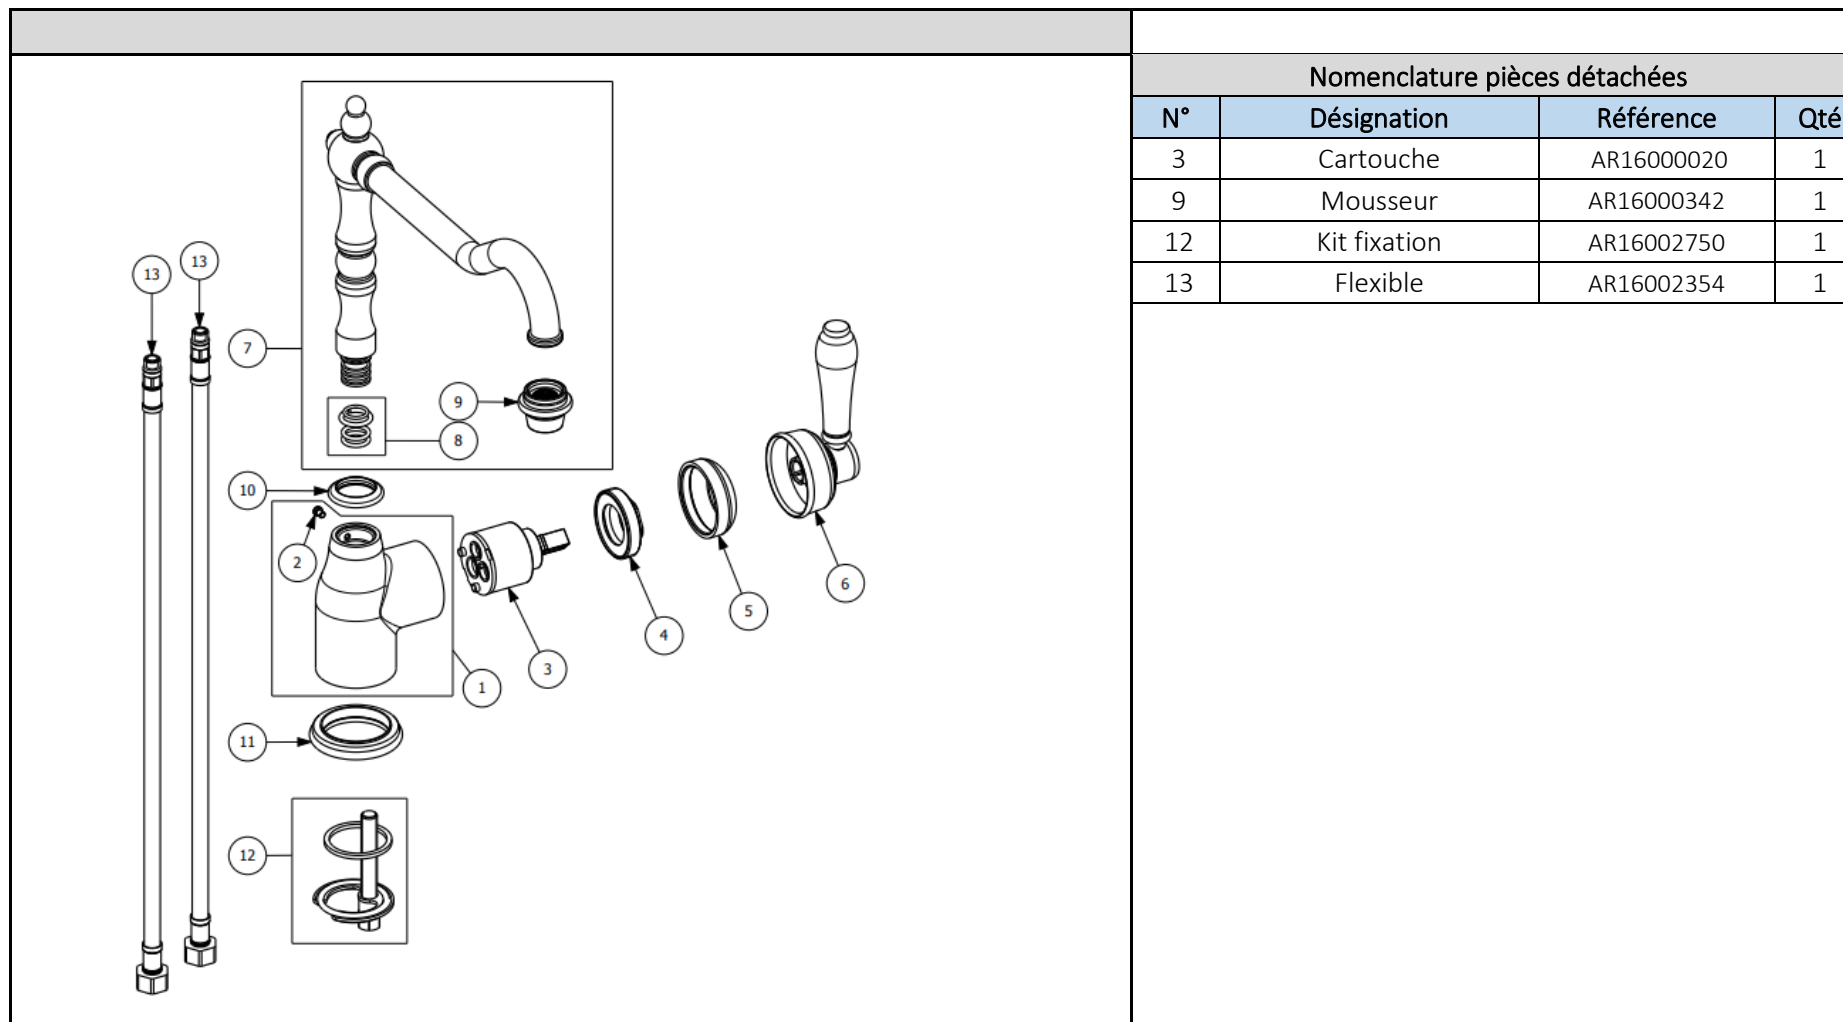 Nomenclature pièces détachées
N° Désignation Référence Qté
3 Cartouche AR16000020 1
9 Mousseur AR16000342 1
12 Kit fixation AR16002750 1
13 Flexible AR16002354 1
13
13
7
9
8
10
2
6
5
4
3
1
11
12